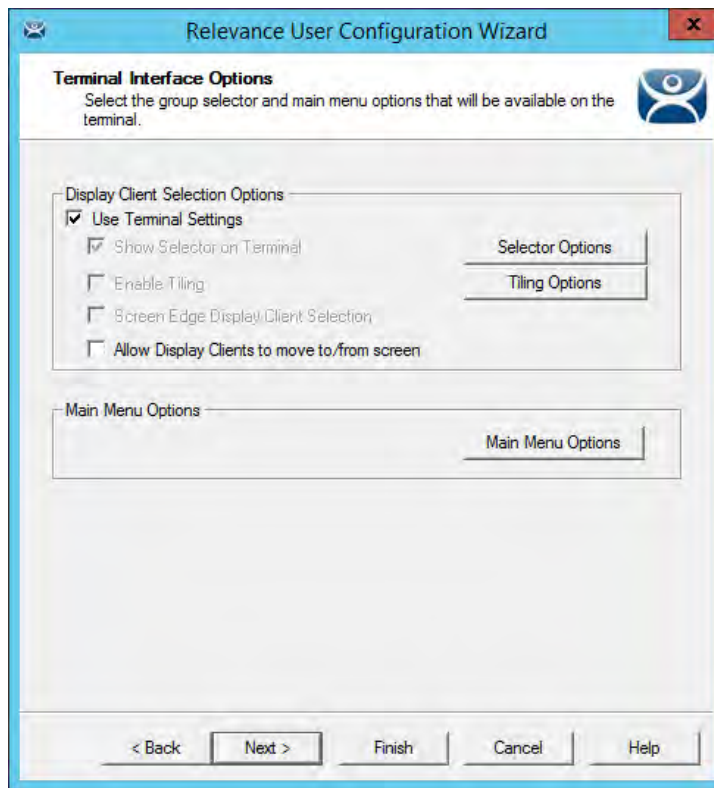 Relevance User Configuration Wizard
x
Terminal Interface Options
Select the group selector and main menu options that will be available on the
terminal.
Display Client Selection Options
Use Terminal Settings
Show Selector on Terminal
Selector Options
Enable Tiling
Tiling Options
Screen Edge Display Client Selection
Allow Display Clients to move to/from screen
Main Menu Options
Main Menu Options
< Back
Next >
Finish
Cancel
Help